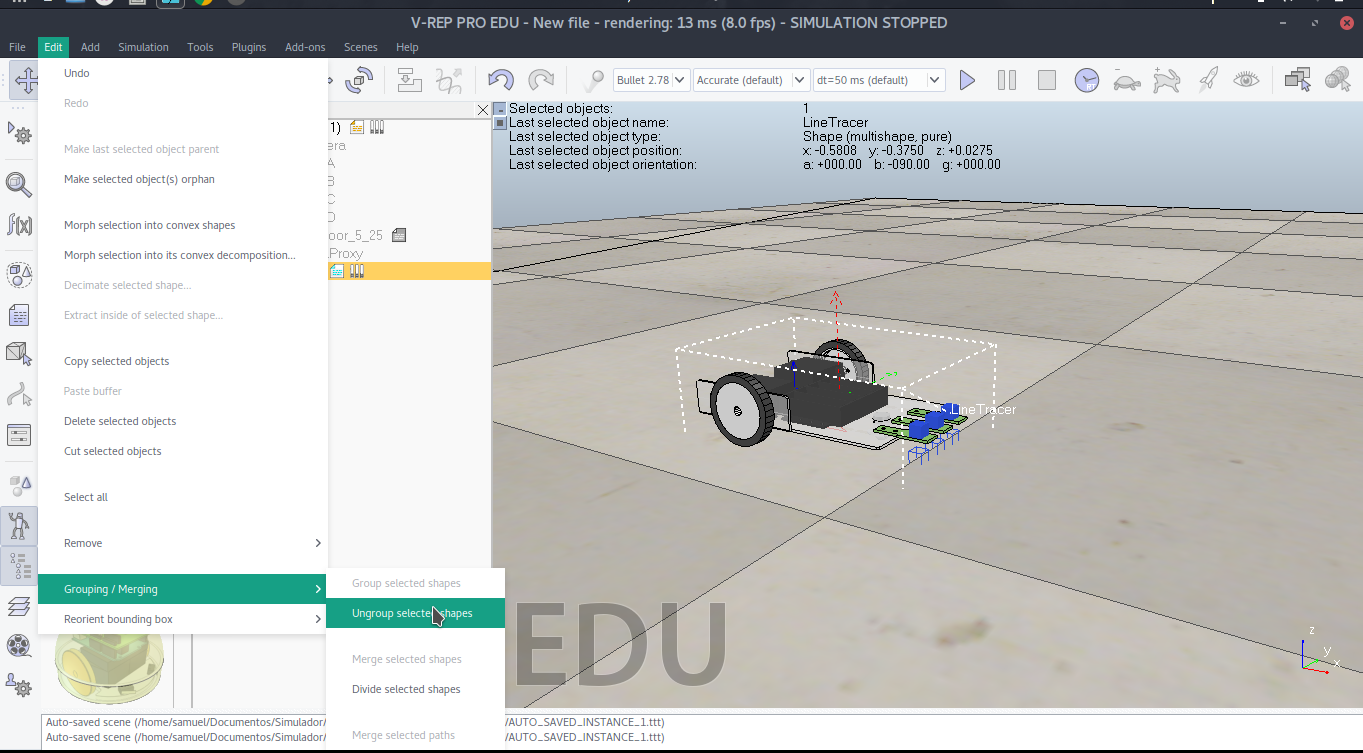 V-REP PRO EDU - New file - rendering: 13 ms (8.0 fps) - SIMULATION STOPPED
File Edit Add Simulation Tools Plugins Add-ons Scenes Help
Bullet 2.78 Accurate (default) dt=50 ms (default)
Undo
Redo
Make last selected object parent
Make selected object(s) orphan
Morph selection into convex shapes
Morph selection into its convex decomposition...
Decimate selected shape...
Extract inside of selected shape...
Copy selected objects
Paste buffer
Delete selected objects
Cut selected objects
Select all
Remove
Grouping / Merging
Reorient bounding box
Group selected shapes
Ungroup selected shapes
Merge selected shapes
Divide selected shapes
Merge selected paths
1)
era
A
B
C
D
oor_5_25
Proxy
f(x)
Selected objects: 1
Last selected object name: LineTracer
Last selected object type: Shape (multishape, pure)
Last selected object position: x: -0.5808 y: -0.3750 z: +0.0275
Last selected object orientation: a: +000.00 b: -090.00 g: +000.00
LineTracer
EDU
z
y
x
Auto-saved scene (/home/samuel/Documentos/Simulador/ /AUTO_SAVED_INSTANCE_1.ttt)
Auto-saved scene (/home/samuel/Documentos/Simulador/ /AUTO_SAVED_INSTANCE_1.ttt)